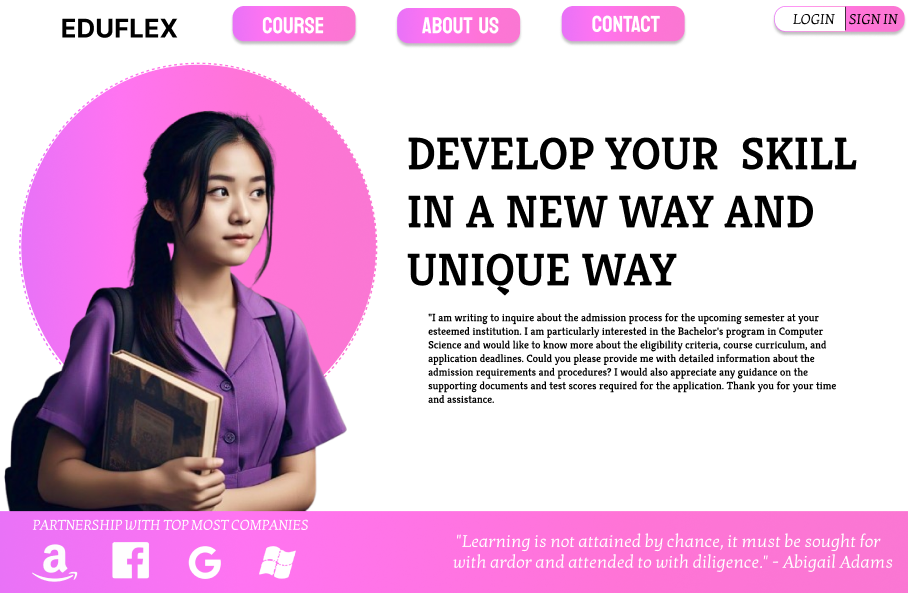 EDUFLEX
COURSE
ABOUT US
CONTACT
LOGIN
SIGN IN
DEVELOP YOUR SKILL
IN A NEW WAY AND
UNIQUE WAY
"I am writing to inquire about the admission process for the upcoming semester at your
esteemed institution. I am particularly interested in the Bachelor's program in Computer
Science and would like to know more about the eligibility criteria, course curriculum, and
application deadlines. Could you please provide me with detailed information about the
admission requirements and procedures? I would also appreciate any guidance on the
supporting documents and test scores required for the application. Thank you for your time
and assistance.
PARTNERSHIP WITH TOP MOST COMPANIES
"Learning is not attained by chance, it must be sought for
with ardor and attended to with diligence." - Abigail Adams